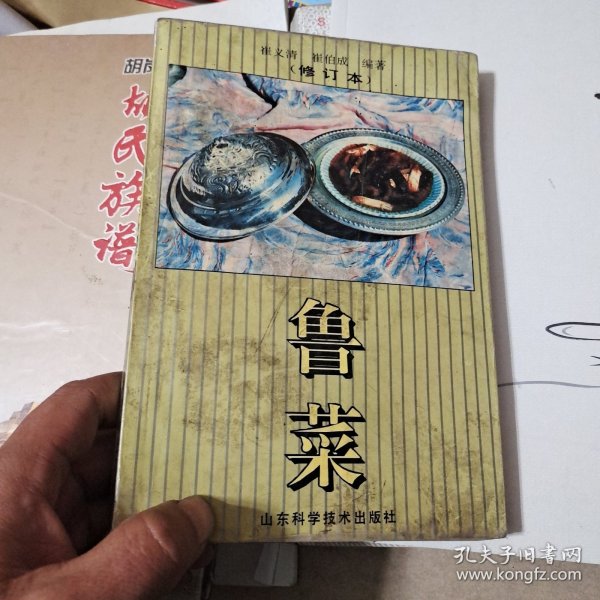 崔义清 崔伯成 编著
（修订本）
鲁
菜
山东科学技术出版社
胡
民
族
谱
孔夫子旧书网
www.kongfz.com